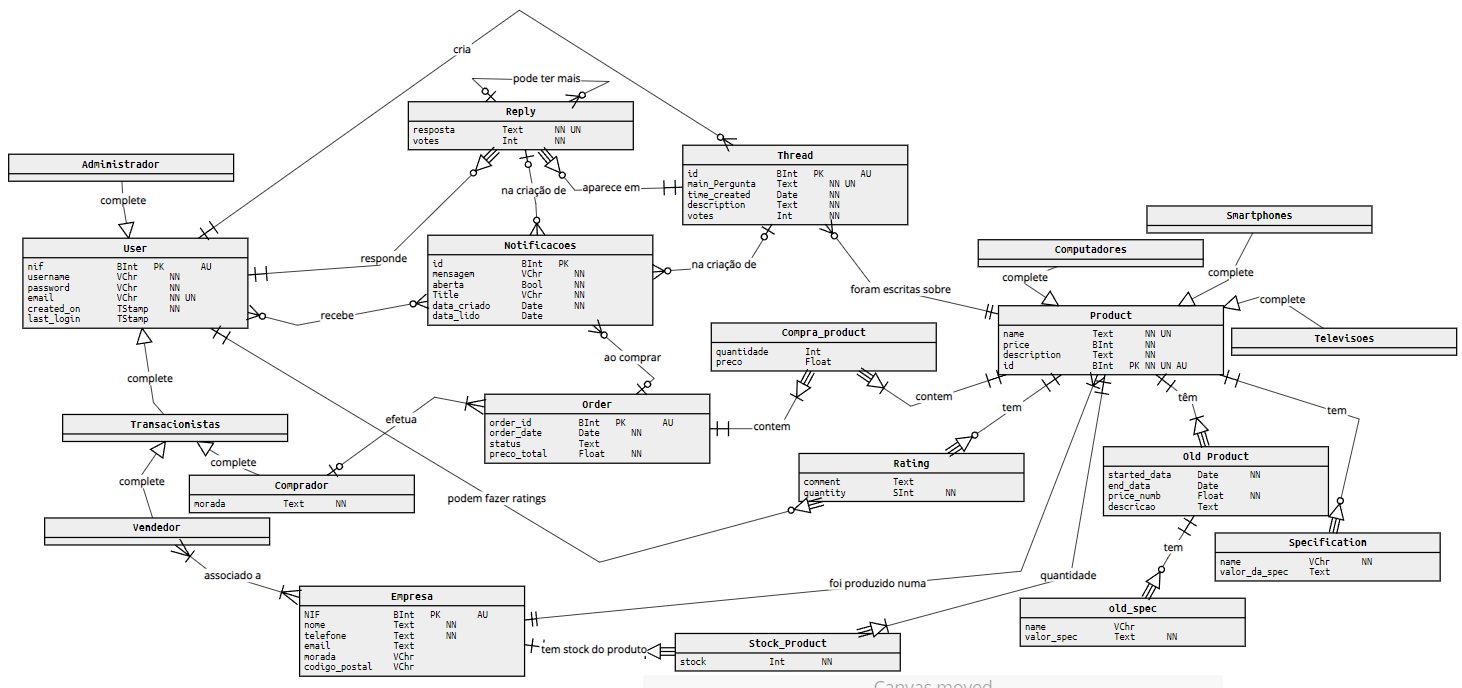 cria
pode ter mais
Reply
resposta Text NN UN
votes Int NN
Administrador
complete
na criação de
aparece em
Thread
id BInt PK AU
main_Pergunta Text NN UN
time_created Date NN
description Text NN
votes Int NN
User
nif BInt PK AU
username VChr NN
password VChr NN
email VChr NN UN
created_on TStamp NN
last_login TStamp
responde
recebe
Notificacoes
id BInt PK
mensagem VChr NN
aberta Bool NN
Title VChr NN
data_criado Date NN
data_lido Date
na criação de
foram escritas sobre
Smartphones
Computadores
complete
complete
complete
Televisoes
Product
name Text NN UN
price BInt NN
description Text NN
id BInt PK NN UN AU
Compra_product
quantidade Int
preco Float
ao comprar
complete
Transacionistas
efetua
Order
order_id BInt PK AU
order_date Date NN
status Text
preco_total Float NN
contem
contem
tem
têm
tem
complete
complete
Comprador
morada Text NN
Vendedor
podem fazer ratings
Rating
comment Text
quantity SInt NN
Old Product
started_data Date NN
end_data Date
price_numb Float NN
descricao Text
Specification
name VChr NN
valor_da_spec Text
tem
old_spec
name VChr
valor_spec Text NN
associado a
Empresa
NIF BInt PK AU
nome Text NN
telefone Text NN
email Text
morada VChr
codigo_postal VChr
foi produzido numa
quantidade
tem stock do produto
Stock_Product
stock Int NN
Canvas moved